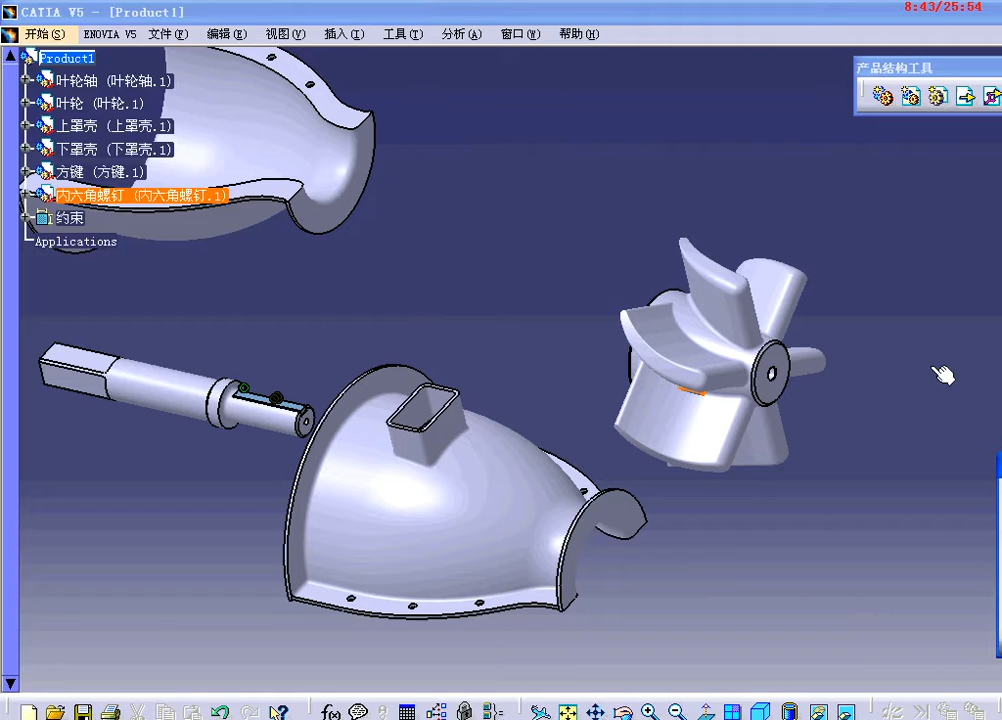 CATIA V5 - [Product1]
8:43/25:54
开始(S) ENOVIA V5 文件(F) 编辑(E) 视图(V) 插入(I) 工具(T) 分析(A) 窗口(W) 帮助(H)
产品结构工具
Product1
叶轮轴 (叶轮轴.1)
叶轮 (叶轮.1)
上罩壳 (上罩壳.1)
下罩壳 (下罩壳.1)
方键 (方键.1)
内六角螺钉 (内六角螺钉.1)
约束
Applications
f(x)